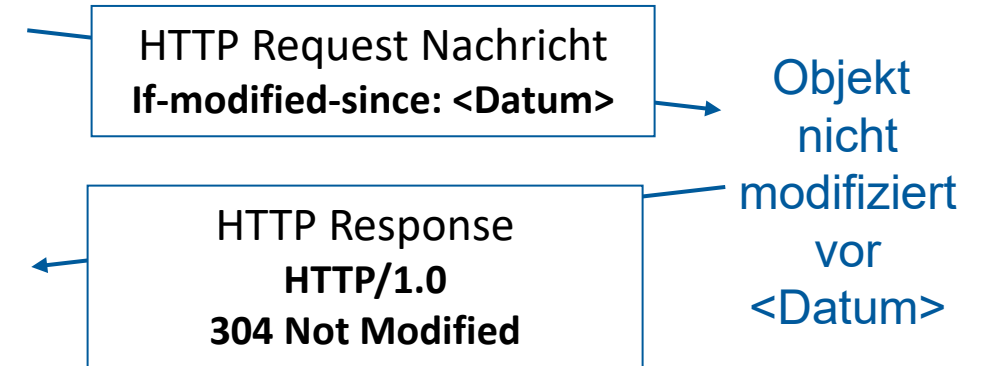 HTTP Request Nachricht
If-modified-since: <Datum>
Objekt
nicht
modifiziert
vor
<Datum>
HTTP Response
HTTP/1.0
304 Not Modified